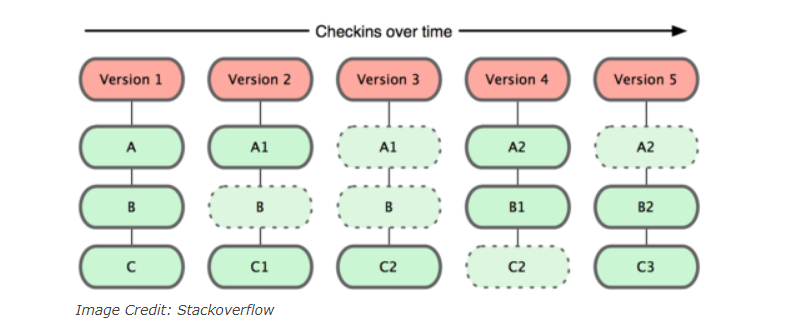 Checkins over time
Version 1 Version 2 Version 3 Version 4 Version 5
A A1 A1 A2 A2
B B B B1 B2
C C1 C2 C2 C3
Image Credit: Stackoverflow